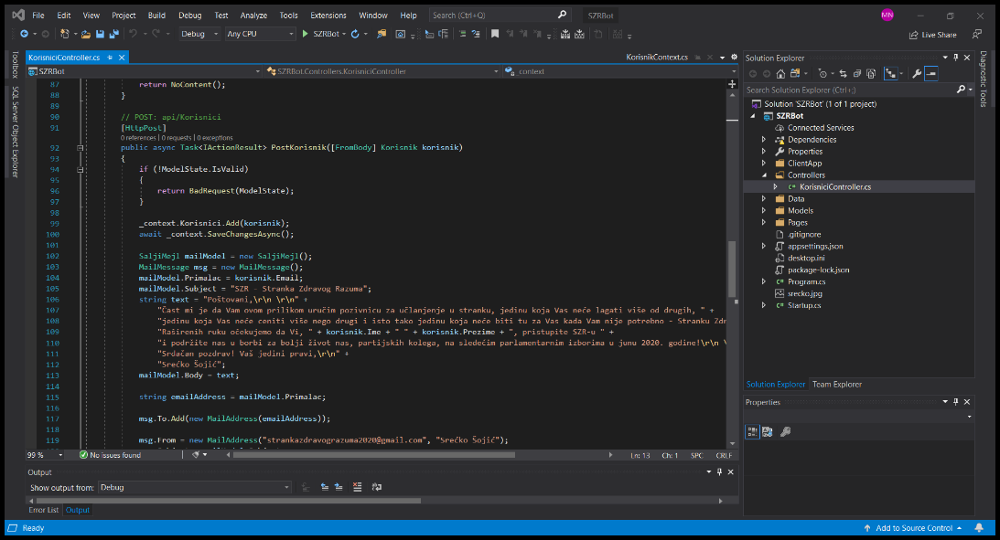 File Edit View Project Build Debug Test Analyze Tools Extensions Window Help Search (Ctrl+Q) SZRBot MN
Debug Any CPU SZRBot Live Share
Toolbox
SQL Server Object Explorer
KorisniciController.cs KorisnikContext.cs
SZRBot SZRBot.Controllers.KorisniciController _context
87 return NoContent();
88 }
89
90 // POST: api/Korisnici
91 [HttpPost]
0 references | 0 requests | 0 exceptions
92 public async Task<IActionResult> PostKorisnik([FromBody] Korisnik korisnik)
93 {
94 if (!ModelState.IsValid)
95 {
96 return BadRequest(ModelState);
97 }
98
99 _context.Korisnici.Add(korisnik);
100 await _context.SaveChangesAsync();
101
102 SaljiMejl mailModel = new SaljiMejl();
103 MailMessage msg = new MailMessage();
104 mailModel.Primalac = korisnik.Email;
105 mailModel.Subject = "SZR - Stranka Zdravog Razuma";
106 string text = "Poštovani,\r\n \r\n" +
107 "Čast mi je da Vam ovom prilikom uručim pozivnicu za učlanjenje u stranku, jedinu koja Vas neće lagati više od drugih, " +
108 "jedinu koja Vas neće ceniti više nego drugi i isto tako jedinu koja neće biti tu za Vas kada Vam nije potrebno - Stranku Zdr
109 "Raširenih ruku očekujemo da Vi, " + korisnik.Ime + " " + korisnik.Prezime + ", pristupite SZR-u " +
110 "i podržite nas u borbi za bolji život nas, partijskih kolega, na sledećim parlamentarnim izborima u junu 2020. godine!\r\n \
111 "Srdačan pozdrav! Vaš jedini pravi,\r\n" +
112 "Srećko Šojić";
113 mailModel.Body = text;
114
115 string emailAddress = mailModel.Primalac;
116
117 msg.To.Add(new MailAddress(emailAddress));
118
119 msg.From = new MailAddress("strankazdravograzuma2020@gmail.com", "Srećko Šojić");
99 % No issues found Ln: 13 Ch: 1 SPC CRLF
Output
Show output from: Debug
Error List Output
Solution Explorer
Search Solution Explorer (Ctrl+;)
Solution 'SZRBot' (1 of 1 project)
SZRBot
Connected Services
Dependencies
Properties
ClientApp
Controllers
KorisniciController.cs
Data
Models
Pages
.gitignore
appsettings.json
desktop.ini
package-lock.json
Program.cs
srecko.jpg
Startup.cs
Solution Explorer Team Explorer
Properties
Diagnostic Tools
Ready Add to Source Control